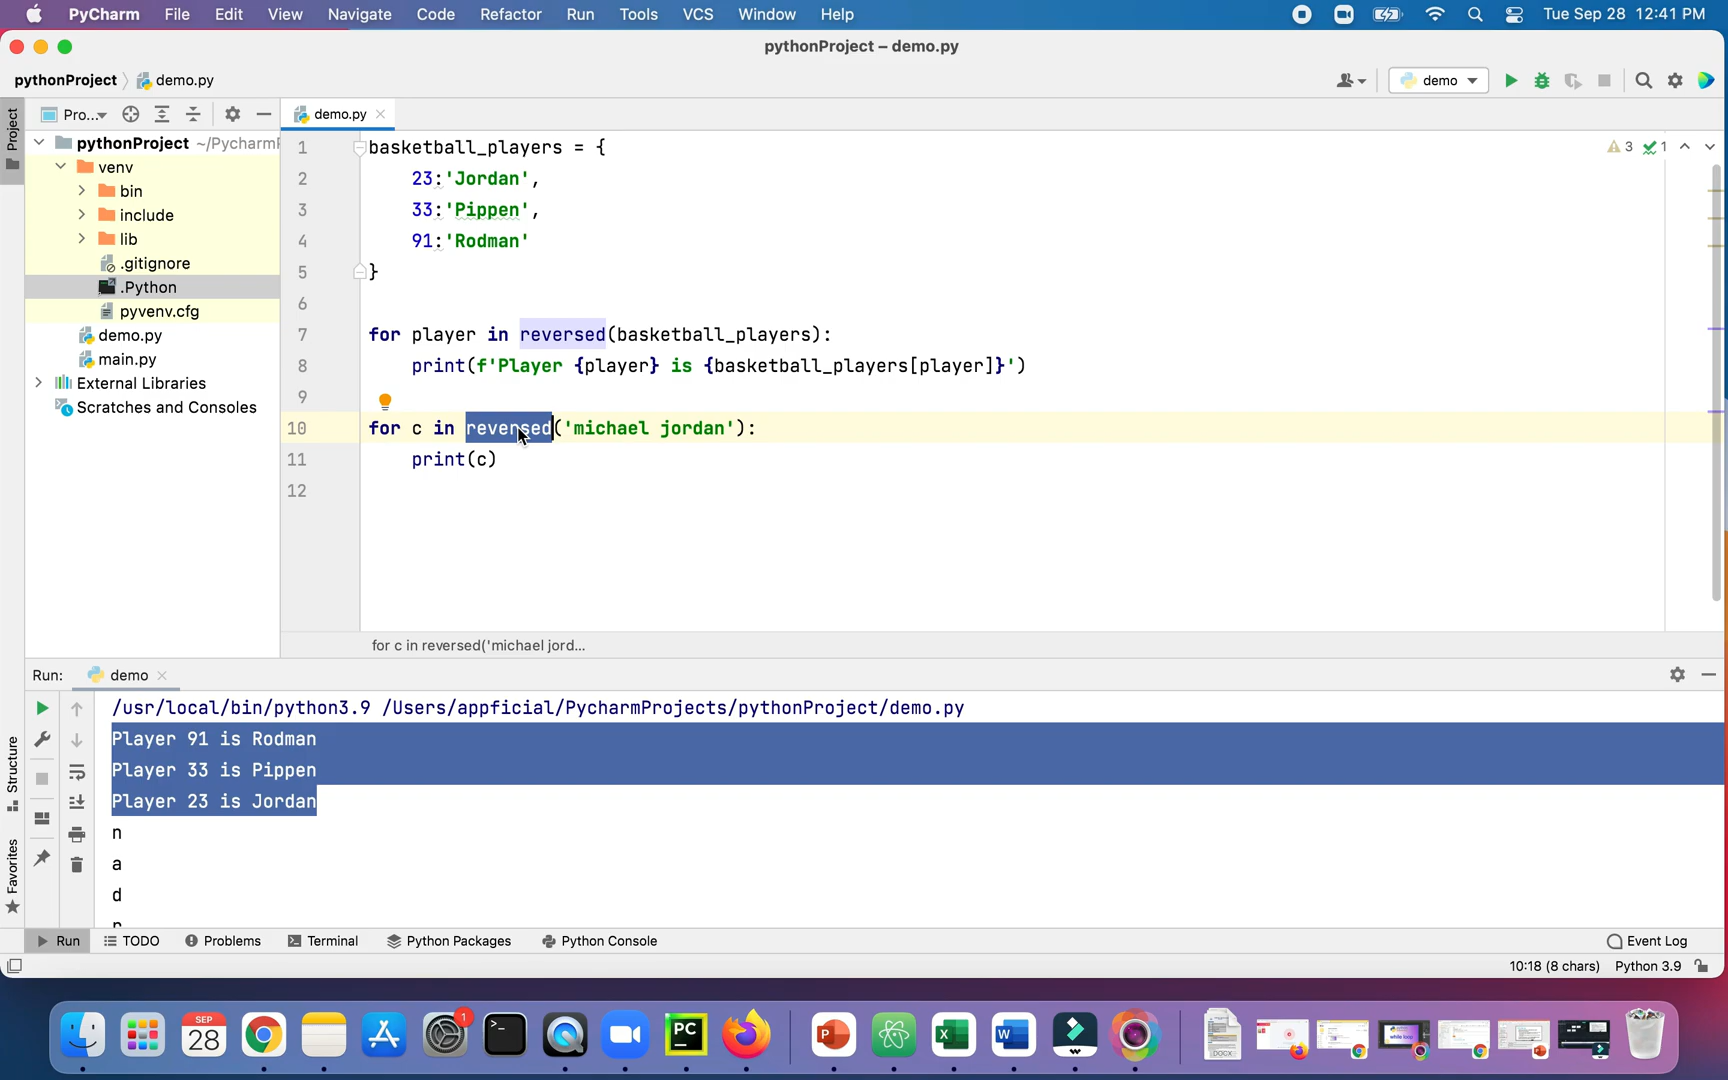 PyCharm File Edit View Navigate Code Refactor Run Tools VCS Window Help Tue Sep 28 12:41 PM
pythonProject – demo.py
pythonProject demo.py demo
Project
Pro... demo.py
pythonProject ~/Pycharm
venv
bin
include
lib
.gitignore
.Python
pyvenv.cfg
demo.py
main.py
External Libraries
Scratches and Consoles
3 1
1 basketball_players = {
2 23:'Jordan',
3 33:'Pippen',
4 91:'Rodman'
5 }
6
7 for player in reversed(basketball_players):
8 print(f'Player {player} is {basketball_players[player]}')
9
10 for c in reversed('michael jordan'):
11 print(c)
12
for c in reversed('michael jord...
Run: demo
/usr/local/bin/python3.9 /Users/appficial/PycharmProjects/pythonProject/demo.py
Player 91 is Rodman
Player 33 is Pippen
Player 23 is Jordan
n
a
d
r
Structure
Favorites
Run TODO Problems Terminal Python Packages Python Console Event Log
10:18 (8 chars) Python 3.9
SEP
28
1
PC
P
X
W
DOCX